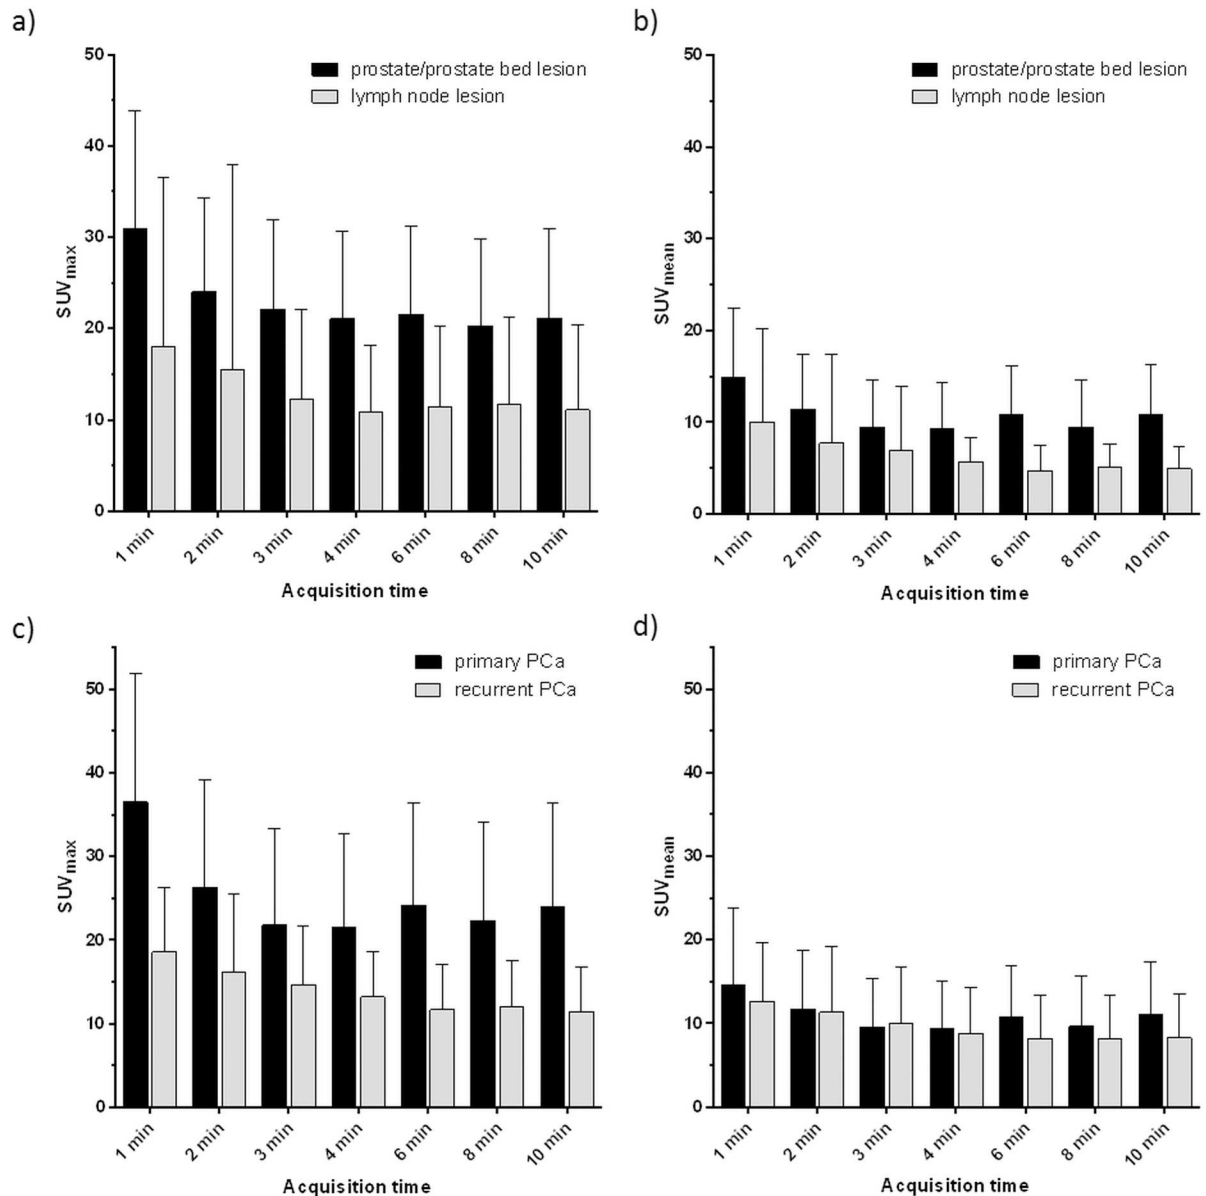 a)
50
40
30
20
10
0
SUVmax
prostate/prostate bed lesion
lymph node lesion
1 min
2 min
3 min
4 min
6 min
8 min
10 min
Acquisition time
b)
50
40
30
20
10
0
SUVmean
prostate/prostate bed lesion
lymph node lesion
1 min
2 min
3 min
4 min
6 min
8 min
10 min
Acquisition time
c)
50
40
30
20
10
0
SUVmax
primary PCa
recurrent PCa
1 min
2 min
3 min
4 min
6 min
8 min
10 min
Acquisition time
d)
50
40
30
20
10
0
SUVmean
primary PCa
recurrent PCa
1 min
2 min
3 min
4 min
6 min
8 min
10 min
Acquisition time